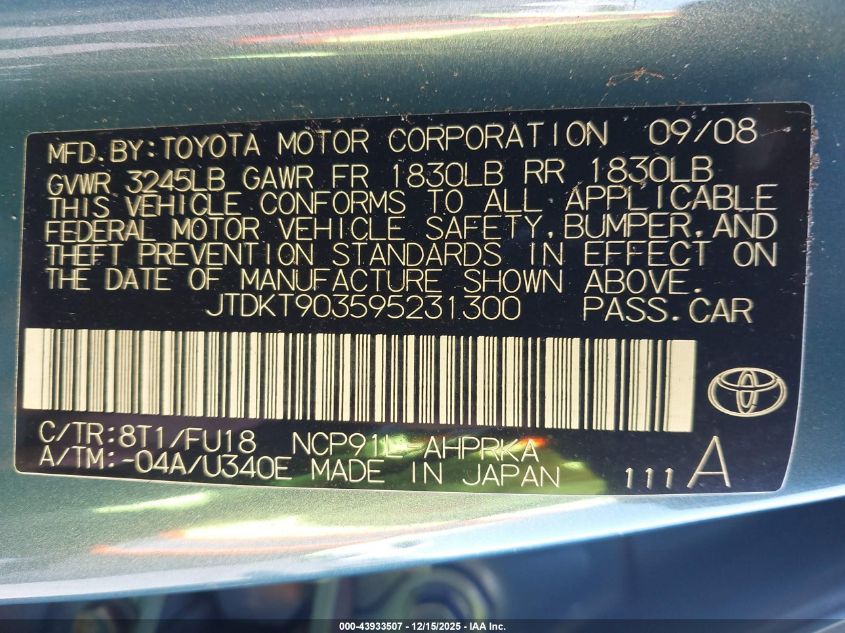 MFD. BY: TOYOTA MOTOR CORPORATION 09/08
GVWR 3245LB GAWR FR 1830LB RR 1830LB
THIS VEHICLE CONFORMS TO ALL APPLICABLE
FEDERAL MOTOR VEHICLE SAFETY, BUMPER, AND
THEFT PREVENTION STANDARDS IN EFFECT ON
THE DATE OF MANUFACTURE SHOWN ABOVE.
JTDKT903595231300 PASS. CAR
C/TR: 8T1/FU18 NCP91L-AHPRKA
A/TM: -04A/U340E MADE IN JAPAN 111A
000-43933507 - 12/15/2025 - IAA Inc.